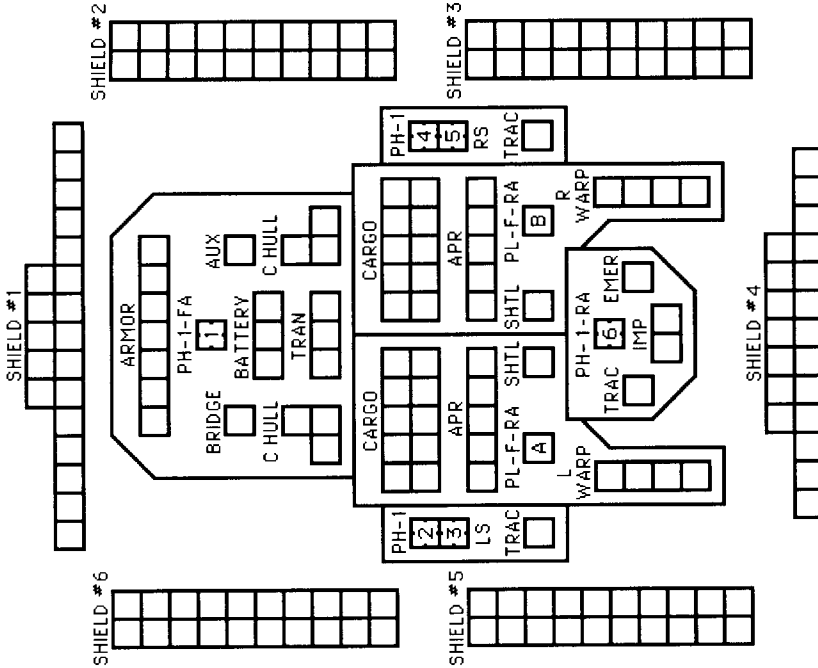 SHIELD #1
SHIELD #6
SHIELD #2
ARMOR
PH-1-FA
1
BRIDGE
AUX
BATTERY
C HULL
C HULL
TRAN
PH-1
2
3
LS
TRAC
CARGO
CARGO
PH-1
4
5
RS
TRAC
APR
APR
PL-F-RA
A
SHTL
SHTL
PL-F-RA
B
L
WARP
R
WARP
PH-1-RA
6
TRAC
EMER
IMP
SHIELD #5
SHIELD #3
SHIELD #4